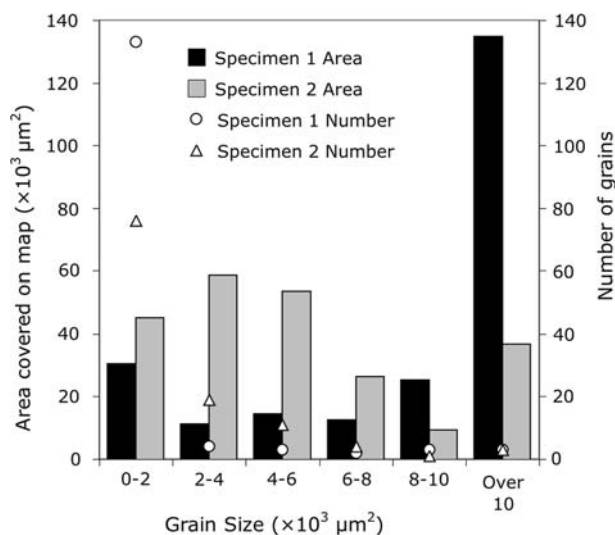 140
120
100
80
60
40
20
0
Area covered on map (×10³ µm²)
Specimen 1 Area
Specimen 2 Area
Specimen 1 Number
Specimen 2 Number
140
120
100
80
60
40
20
0
Number of grains
0-2
2-4
4-6
6-8
8-10
Over
10
Grain Size (×10³ µm²)